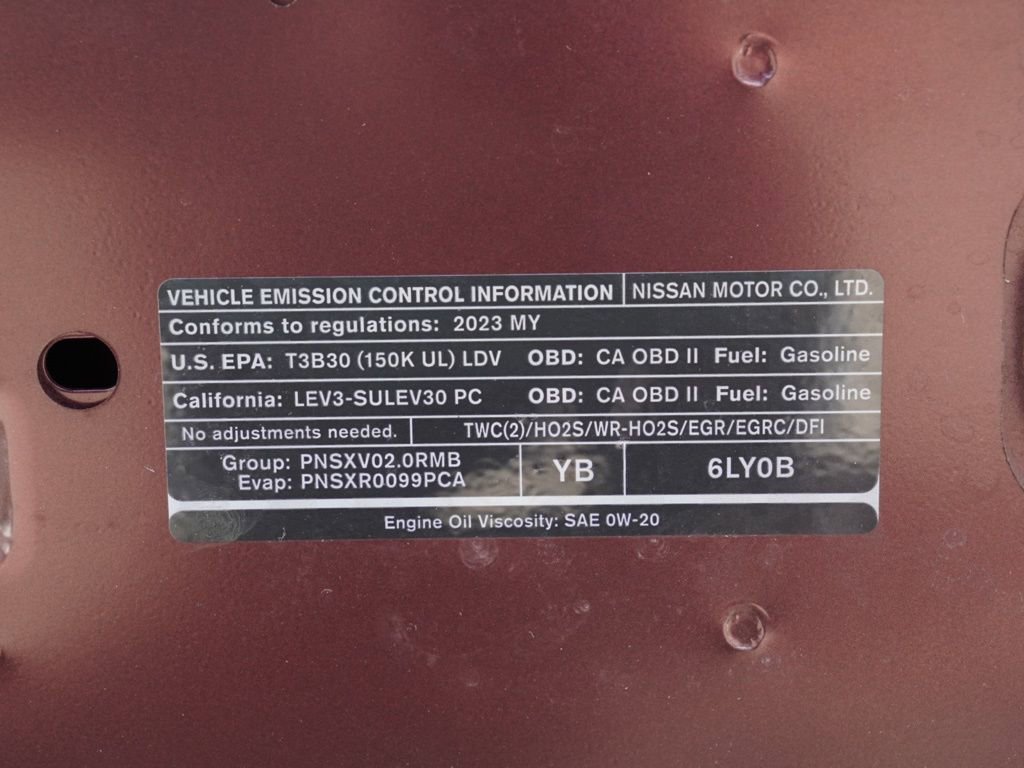 VEHICLE EMISSION CONTROL INFORMATION NISSAN MOTOR CO., LTD.
Conforms to regulations: 2023 MY
U.S. EPA: T3B30 (150K UL) LDV OBD: CA OBD II Fuel: Gasoline
California: LEV3-SULEV30 PC OBD: CA OBD II Fuel: Gasoline
No adjustments needed. TWC(2)/HO2S/WR-HO2S/EGR/EGRC/DFI
Group: PNSXV02.0RMB
Evap: PNSXR0099PCA
YB
6LY0B
Engine Oil Viscosity: SAE 0W-20